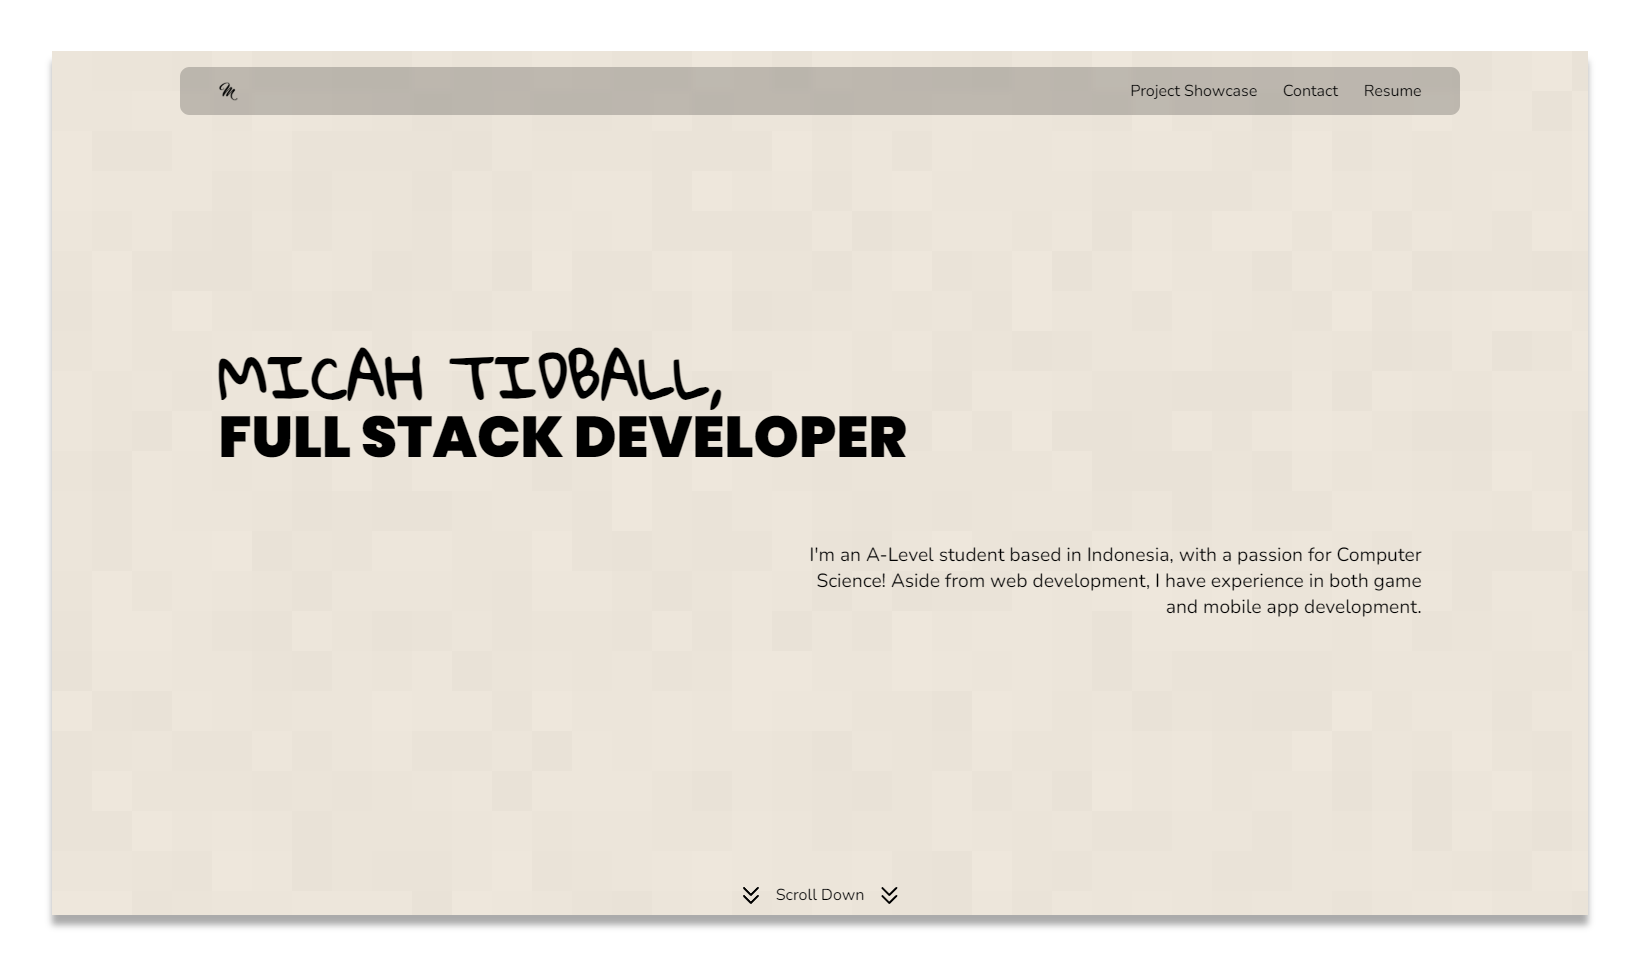 M
Project Showcase Contact Resume
MICAH TIDBALL,
FULL STACK DEVELOPER
I'm an A-Level student based in Indonesia, with a passion for Computer
Science! Aside from web development, I have experience in both game
and mobile app development.
Scroll Down